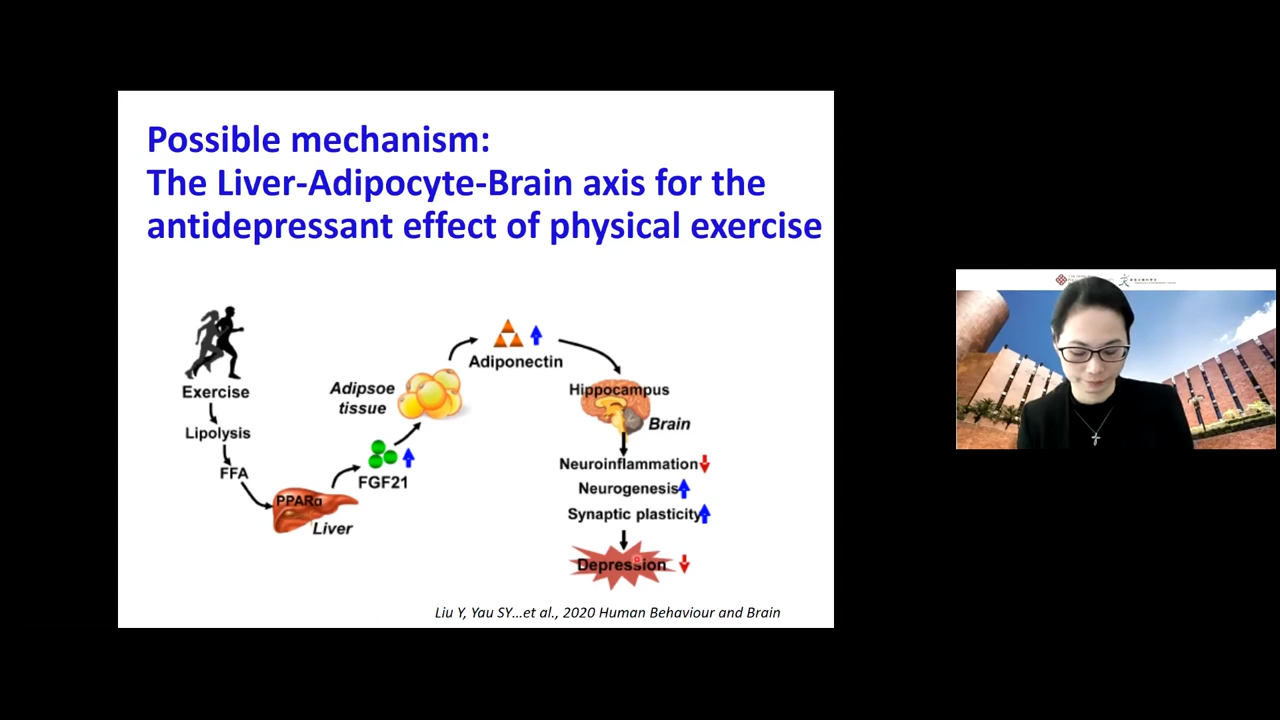 Possible mechanism:
The Liver-Adipocyte-Brain axis for the
antidepressant effect of physical exercise
Exercise
Lipolysis
FFA
PPARα
Liver
FGF21
Adipsoe
tissue
Adiponectin
Hippocampus
Brain
Neuroinflammation
Neurogenesis
Synaptic plasticity
Depression
Liu Y, Yau SY...et al., 2020 Human Behaviour and Brain